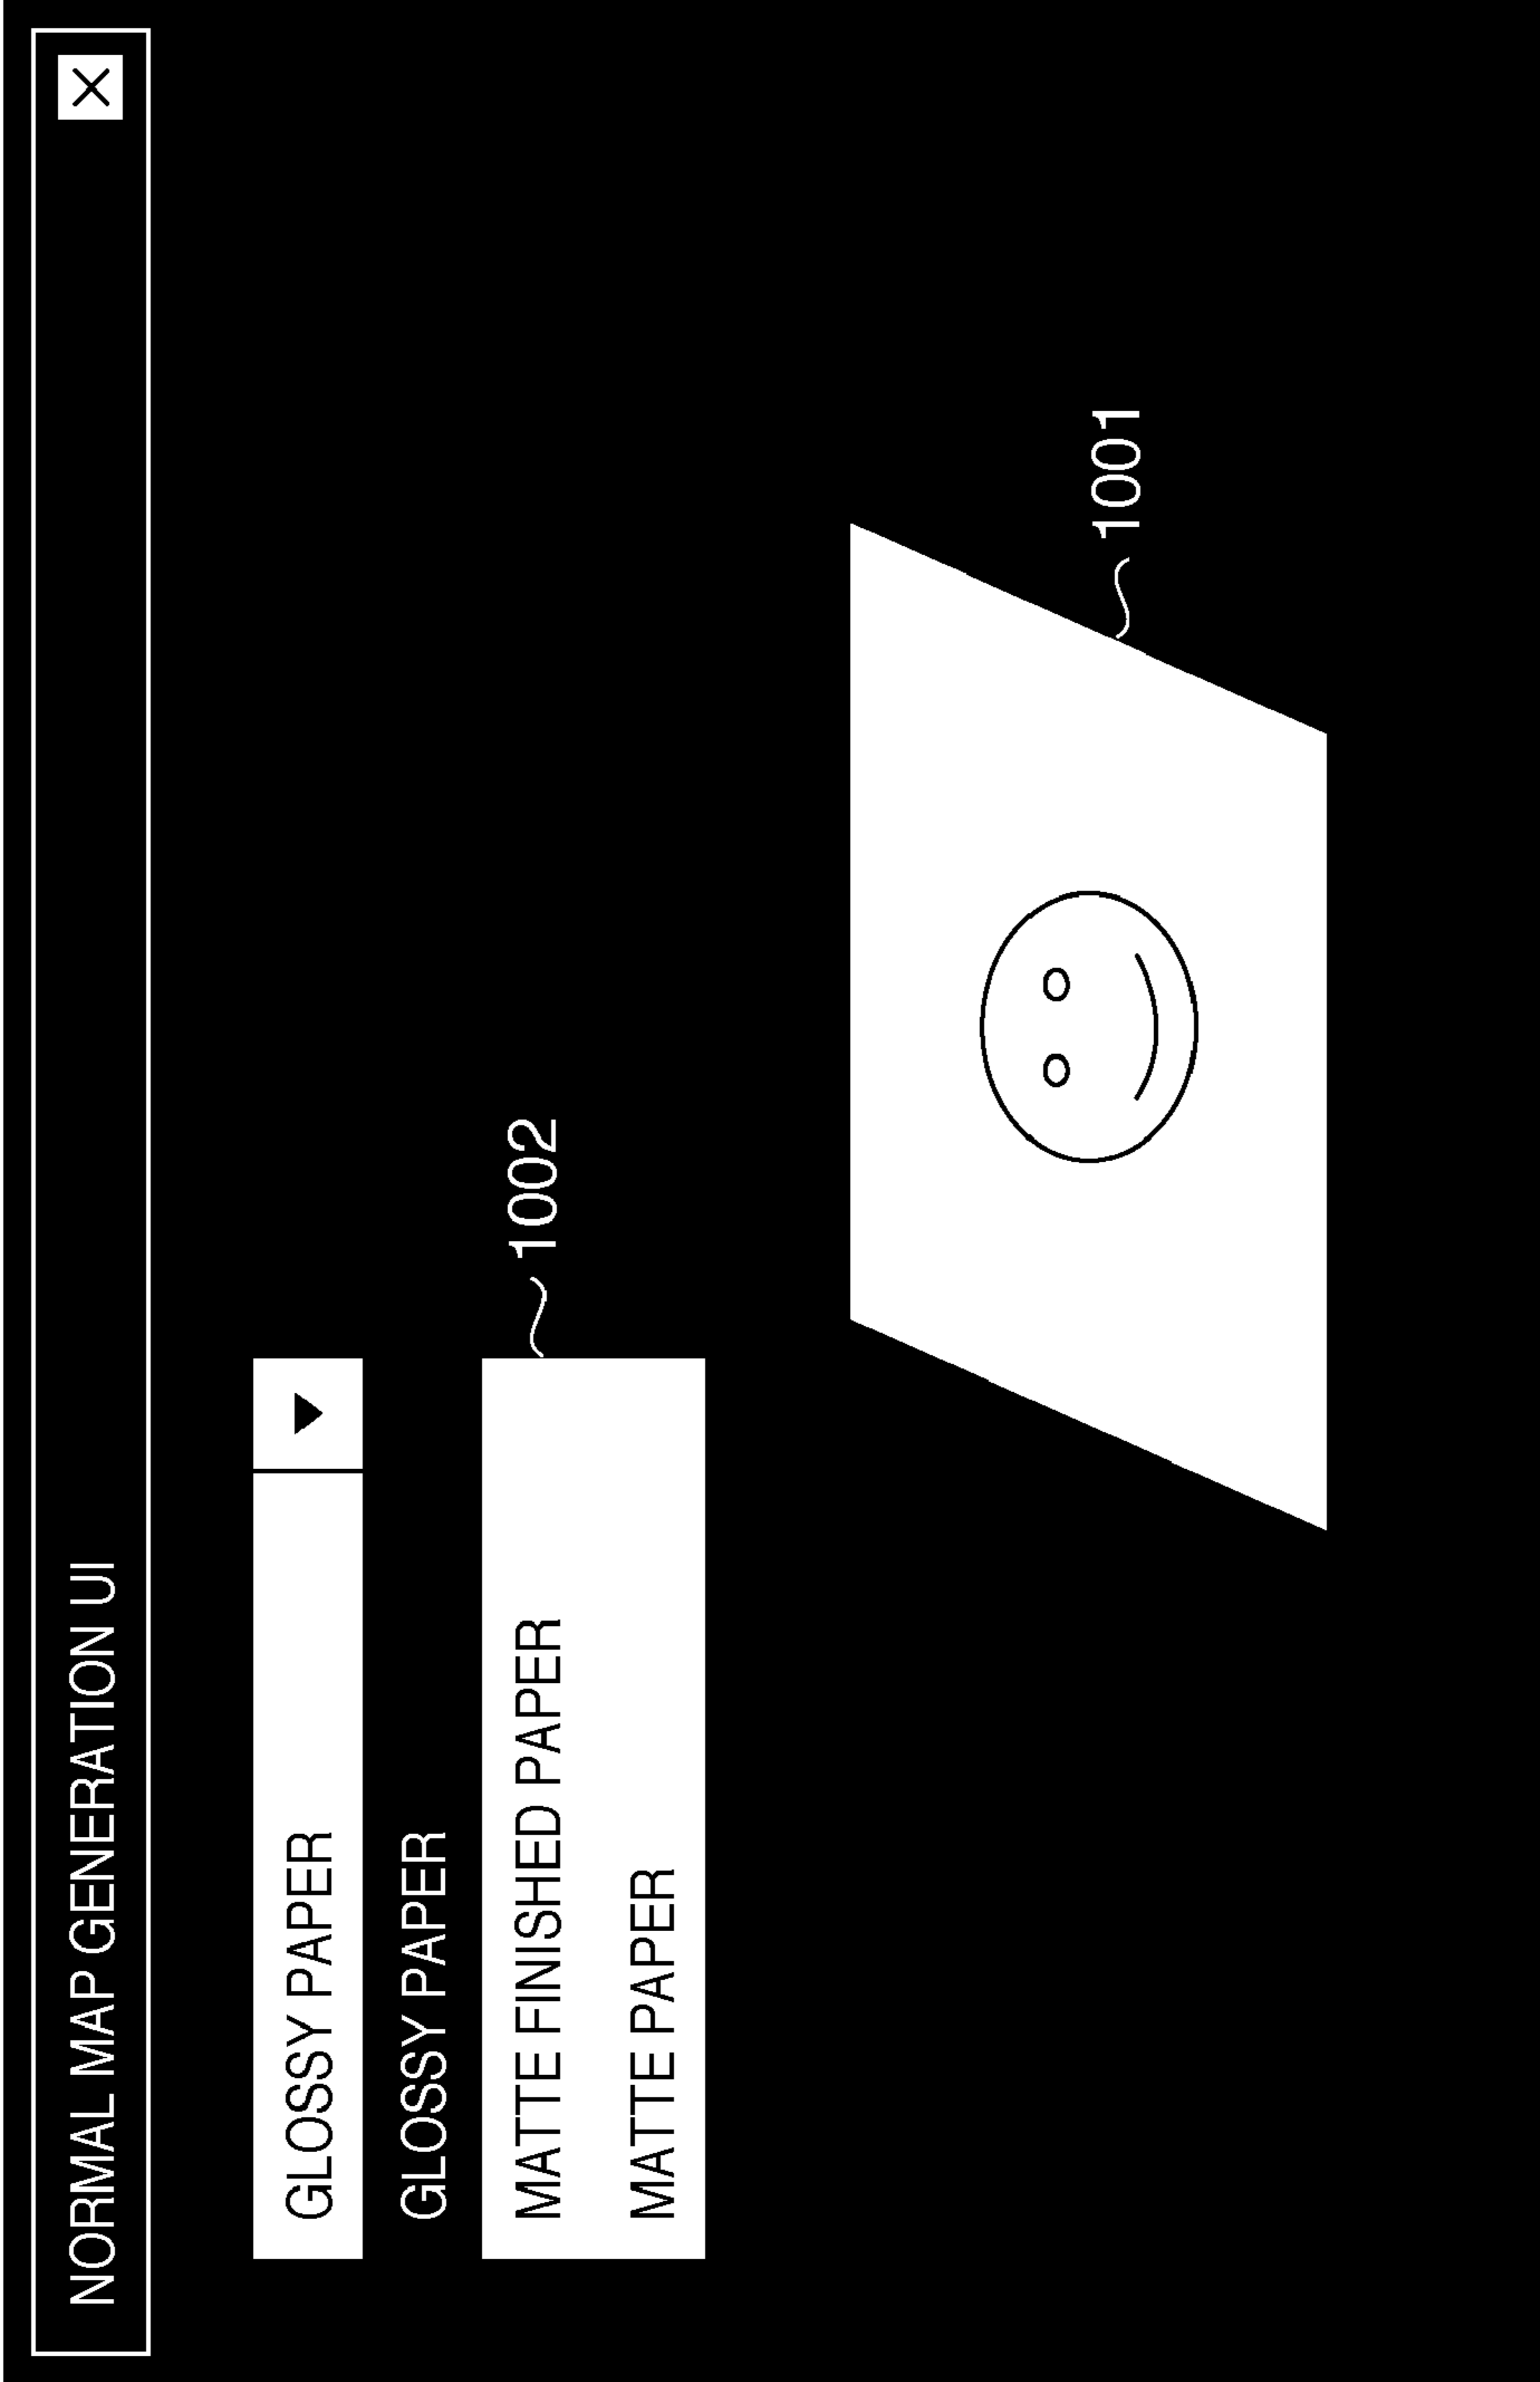 NORMAL MAP GENERATION UI
GLOSSY PAPER
GLOSSY PAPER
MATTE FINISHED PAPER
1002
MATTE PAPER
1001